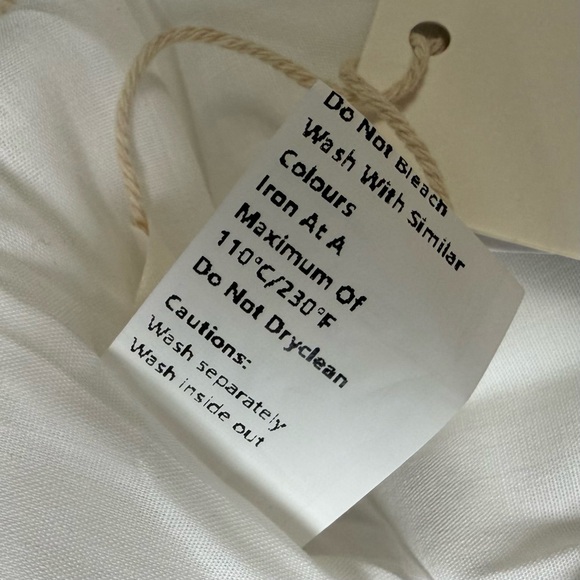 Do Not Bleach
Wash With Similar
Colours
Iron At A
Maximum Of
110°C/230°F
Do Not Dryclean
Cautions:
Wash separately
Wash inside out